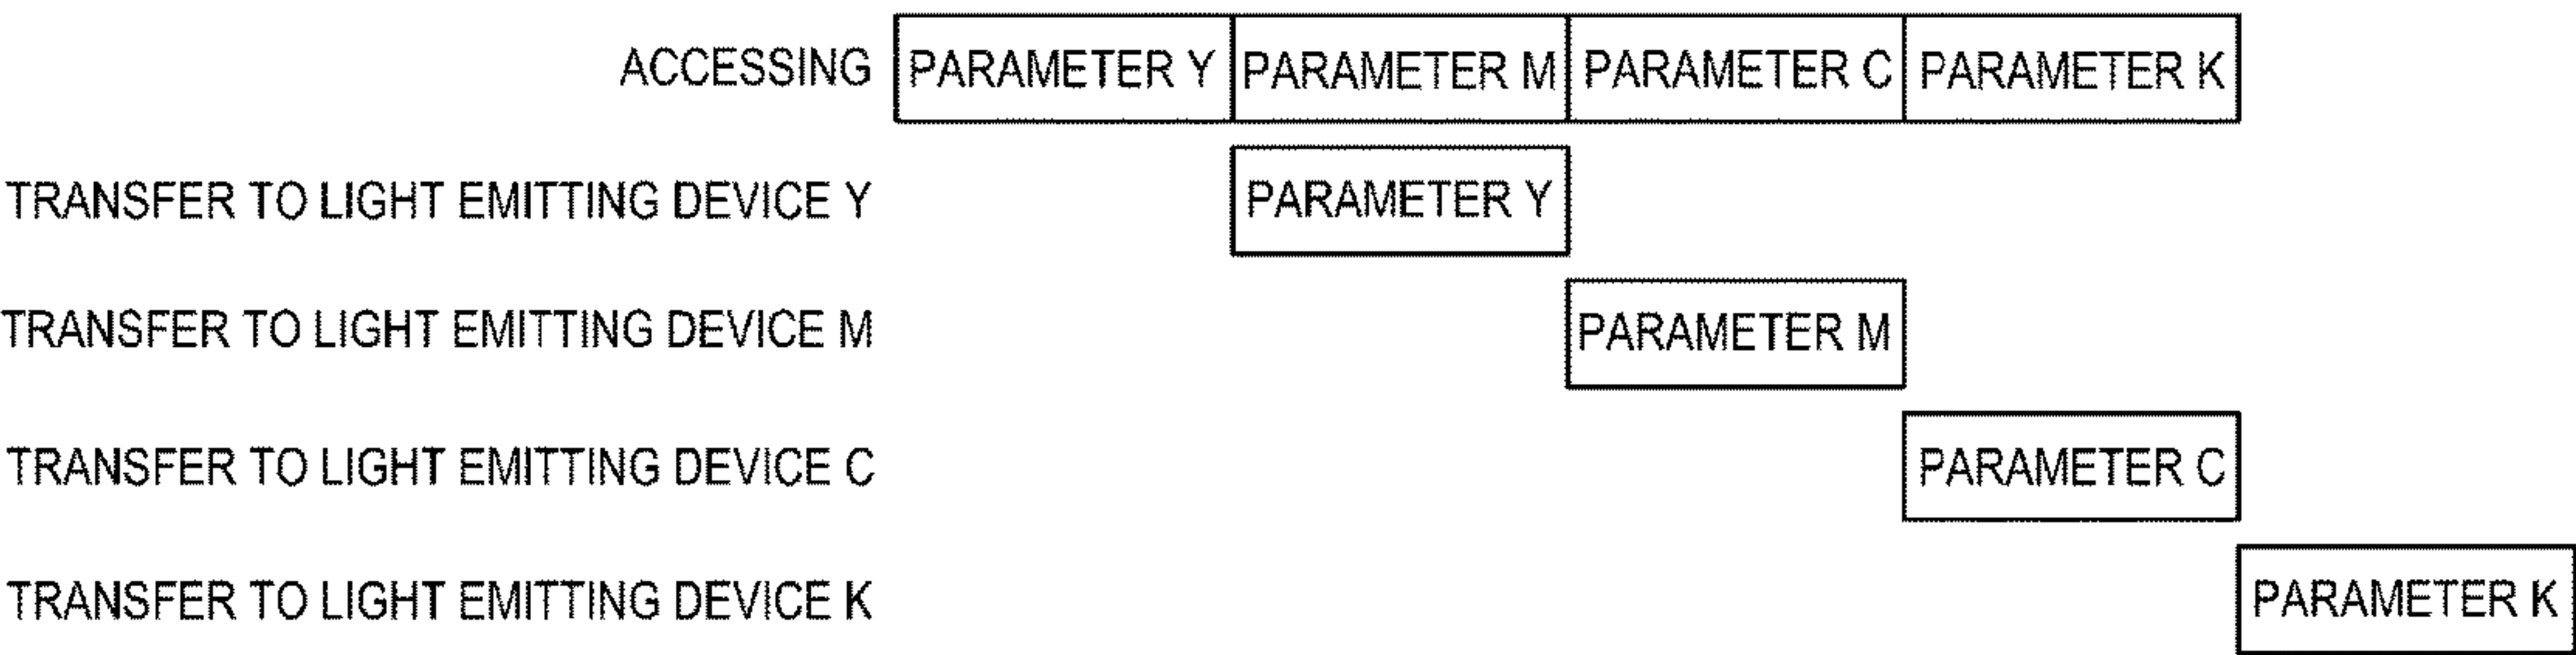 ACCESSING PARAMETER Y PARAMETER M PARAMETER C PARAMETER K
TRANSFER TO LIGHT EMITTING DEVICE Y PARAMETER Y
TRANSFER TO LIGHT EMITTING DEVICE M PARAMETER M
TRANSFER TO LIGHT EMITTING DEVICE C PARAMETER C
TRANSFER TO LIGHT EMITTING DEVICE K PARAMETER K